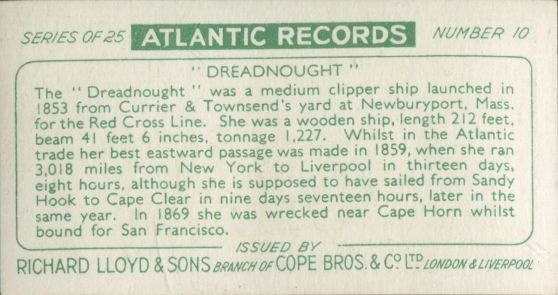 SERIES OF 25 ATLANTIC RECORDS NUMBER 10
"DREADNOUGHT"
The "Dreadnought" was a medium clipper ship launched in
1853 from Currier & Townsend's yard at Newburyport, Mass.
for the Red Cross Line. She was a wooden ship, length 212 feet,
beam 41 feet 6 inches, tonnage 1,227. Whilst in the Atlantic
trade her best eastward passage was made in 1859, when she ran
3,018 miles from New York to Liverpool in thirteen days,
eight hours, although she is supposed to have sailed from Sandy
Hook to Cape Clear in nine days seventeen hours, later in the
same year. In 1869 she was wrecked near Cape Horn whilst
bound for San Francisco.
ISSUED BY
RICHARD LLOYD & SONS BRANCH OF COPE BROS. & Co LTD LONDON & LIVERPOOL